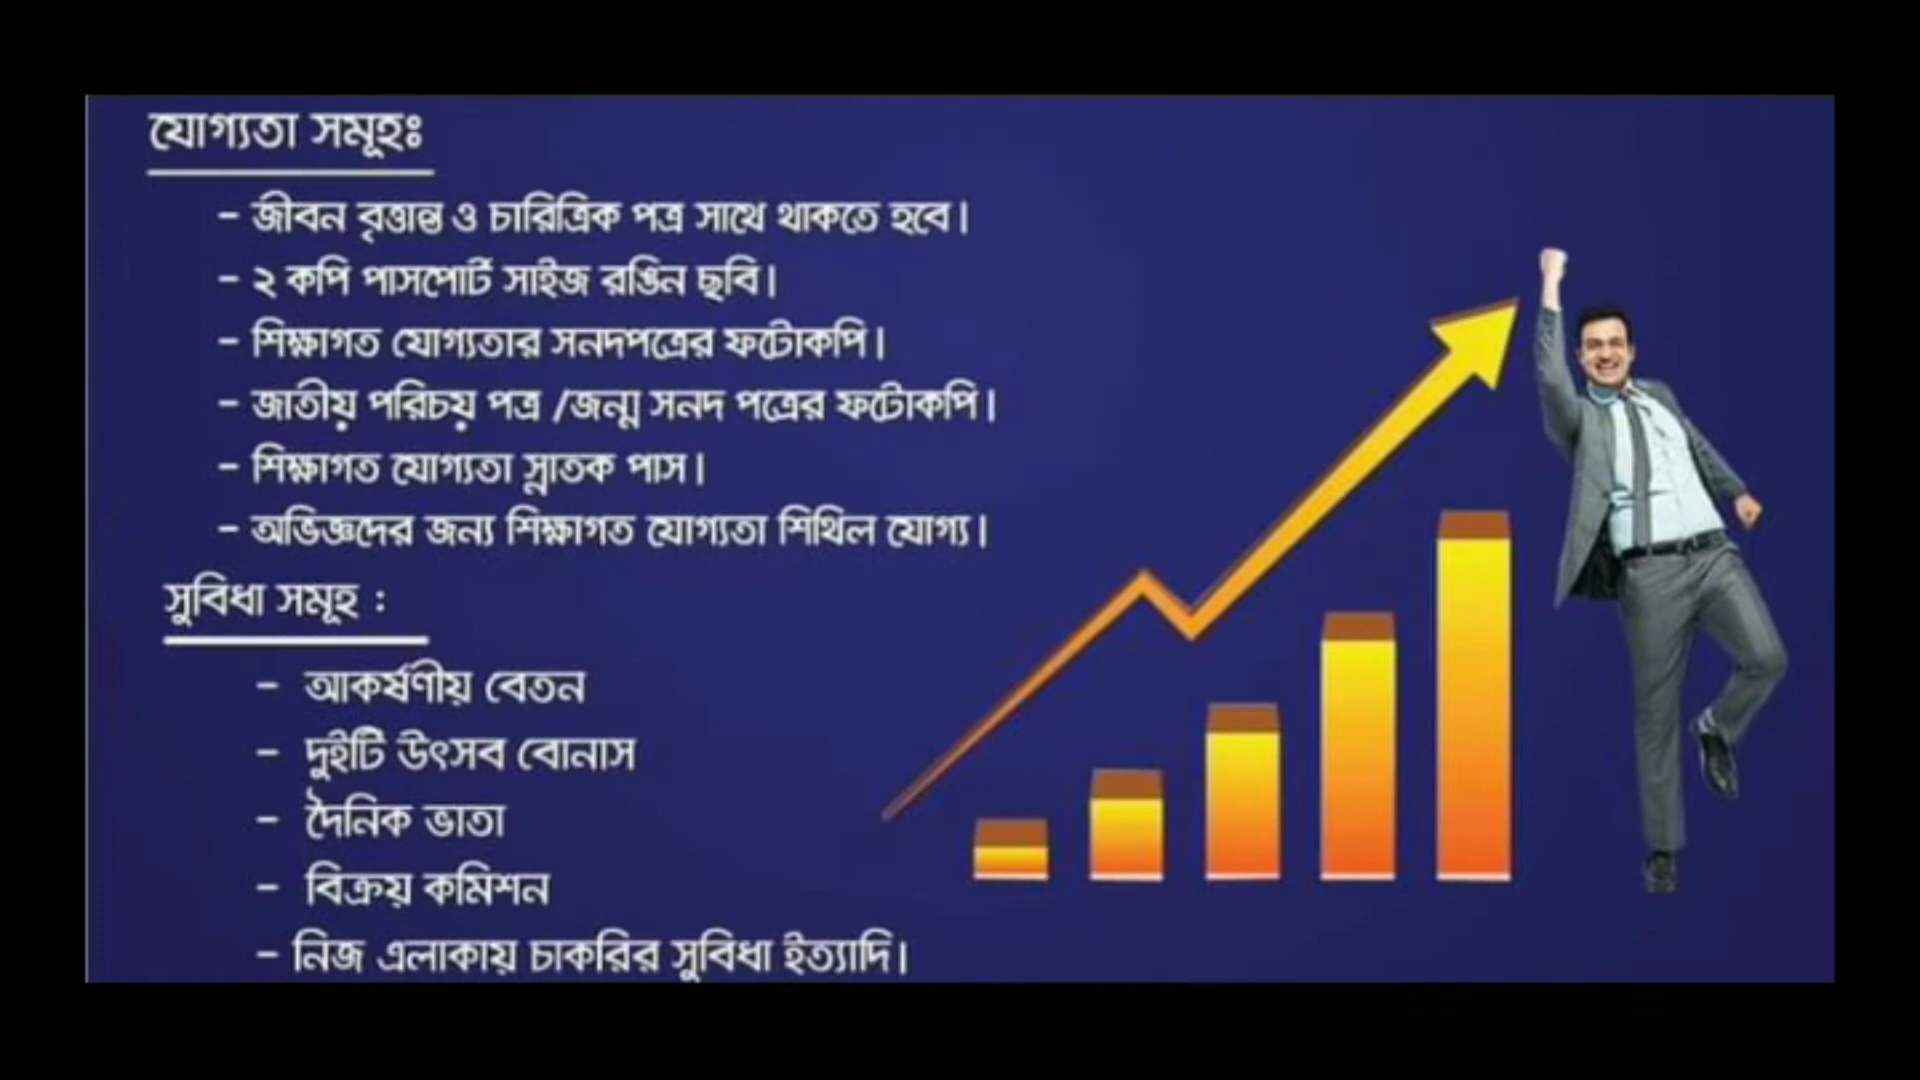 যোগ্যতা সমূহঃ
– জীবন বৃত্তান্ত ও চারিত্রিক পত্র সাথে থাকতে হবে।
– ২ কপি পাসপোর্ট সাইজ রঙিন ছবি।
– শিক্ষাগত যোগ্যতার সনদপত্রের ফটোকপি।
– জাতীয় পরিচয় পত্র /জন্ম সনদ পত্রের ফটোকপি।
– শিক্ষাগত যোগ্যতা স্নাতক পাস।
– অভিজ্ঞদের জন্য শিক্ষাগত যোগ্যতা শিথিল যোগ্য।
সুবিধা সমূহ :
– আকর্ষণীয় বেতন
– দুইটি উৎসব বোনাস
– দৈনিক ভাতা
– বিক্রয় কমিশন
– নিজ এলাকায় চাকরির সুবিধা ইত্যাদি।